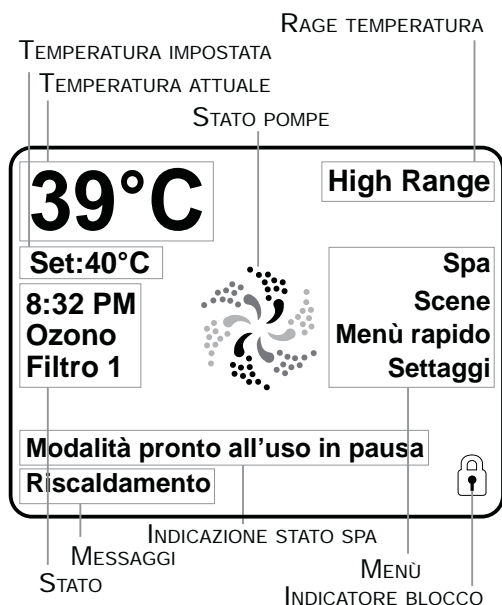 RAGE TEMPERATURA
TEMPERATURA IMPOSTATA
TEMPERATURA ATTUALE
STATO POMPE
39°C
High Range
Set:40°C
Spa
8:32 PM
Scene
Ozono
Menù rapido
Filtro 1
Settaggi
Modalità pronto all'uso in pausa
Riscaldamento
INDICAZIONE STATO SPA
MESSAGGI
MENÙ
STATO
INDICATORE BLOCCO